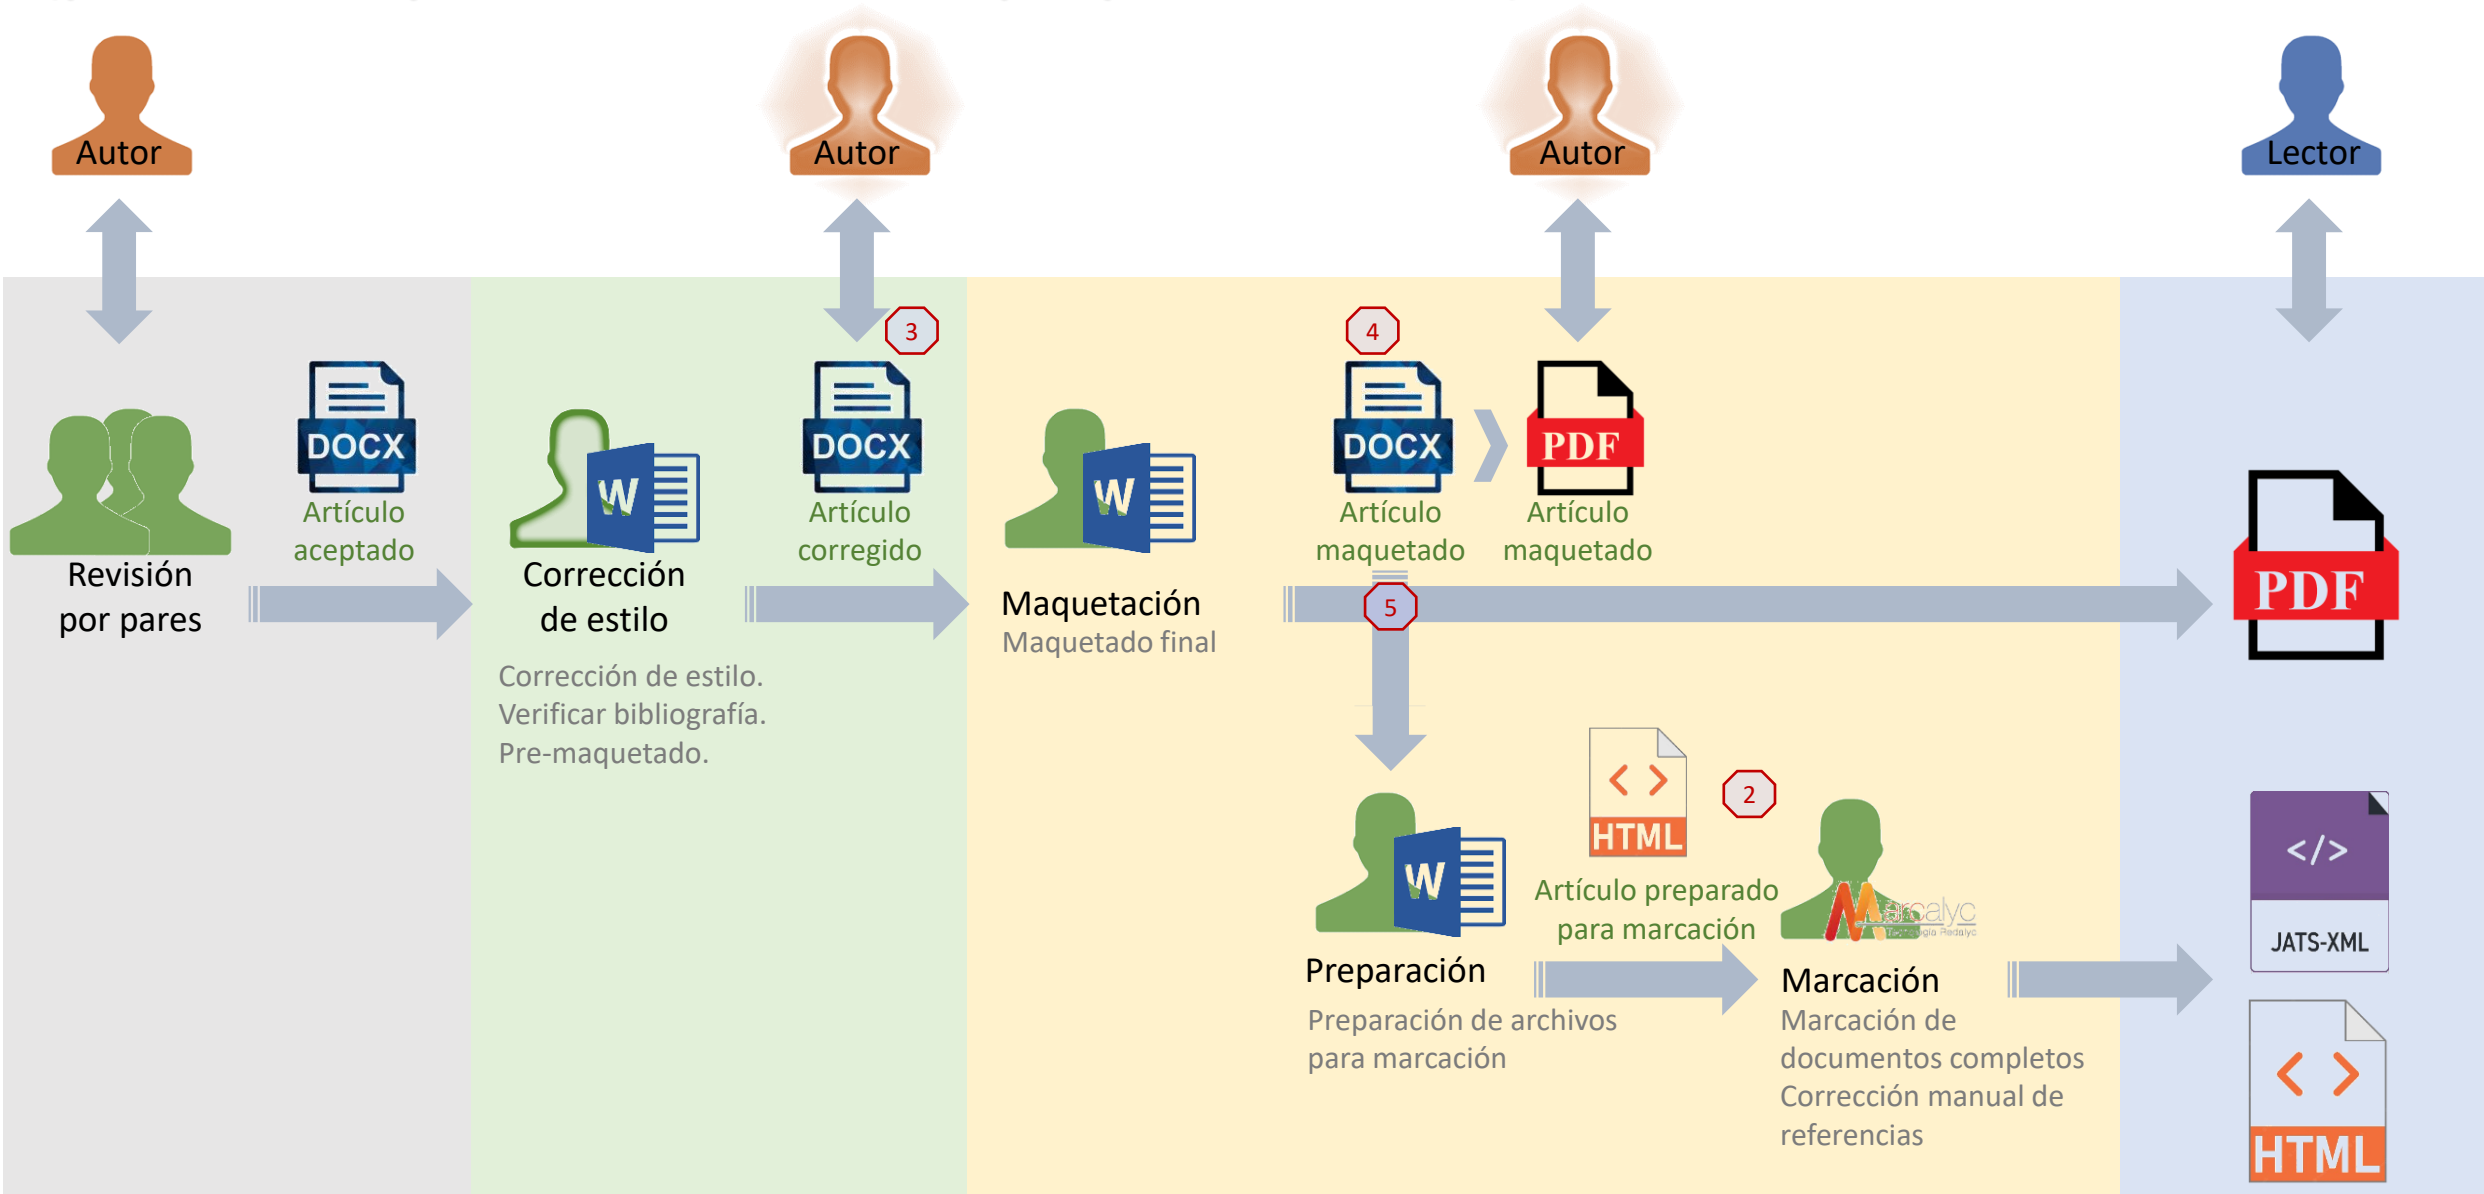 Autor
Autor
Autor
Lector
3
4
DOCX
DOCX
DOCX
PDF
W
W
Artículo
aceptado
Artículo
corregido
Artículo
maquetado
Artículo
maquetado
Revisión
por pares
Corrección
de estilo
Corrección de estilo.
Verificar bibliografía.
Pre-maquetado.
Maquetación
Maquetado final
5
PDF
HTML
2
W
Artículo preparado
para marcación
Marcalyc
Tecnología Redalyc
Preparación
Preparación de archivos
para marcación
Marcación
Marcación de
documentos completos
Corrección manual de
referencias
</>
JATS-XML
< >
HTML